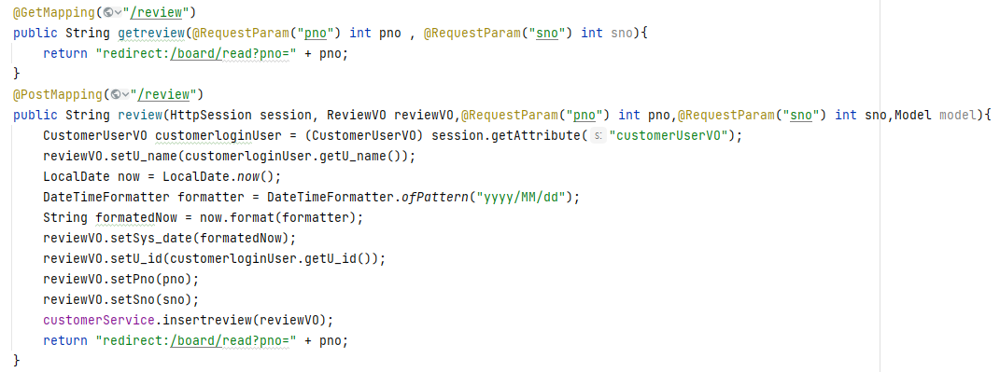 @GetMapping("/review")
public String getreview(@RequestParam("pno") int pno , @RequestParam("sno") int sno){
    return "redirect:/board/read?pno=" + pno;
}
@PostMapping("/review")
public String review(HttpSession session, ReviewVO reviewVO,@RequestParam("pno") int pno,@RequestParam("sno") int sno,Model model){
    CustomerUserVO customerloginUser = (CustomerUserVO) session.getAttribute( s: "customerUserVO");
    reviewVO.setU_name(customerloginUser.getU_name());
    LocalDate now = LocalDate.now();
    DateTimeFormatter formatter = DateTimeFormatter.ofPattern("yyyy/MM/dd");
    String formatedNow = now.format(formatter);
    reviewVO.setSys_date(formatedNow);
    reviewVO.setU_id(customerloginUser.getU_id());
    reviewVO.setPno(pno);
    reviewVO.setSno(sno);
    customerService.insertreview(reviewVO);
    return "redirect:/board/read?pno=" + pno;
}